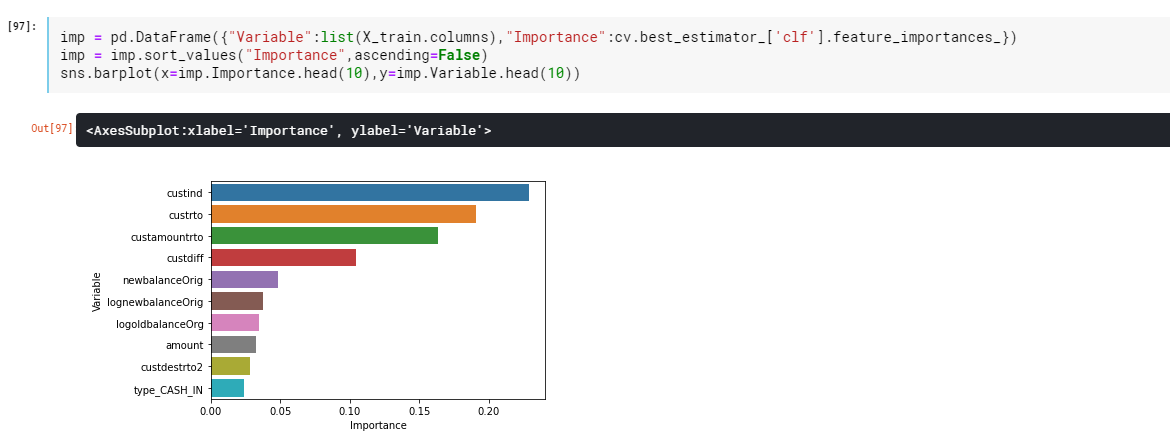 [97]:
imp = pd.DataFrame({"Variable":list(X_train.columns),"Importance":cv.best_estimator_['clf'].feature_importances_})
imp = imp.sort_values("Importance",ascending=False)
sns.barplot(x=imp.Importance.head(10),y=imp.Variable.head(10))
Out[97]
<AxesSubplot:xlabel='Importance', ylabel='Variable'>
custind
custrto
custamountrto
custdiff
newbalanceOrig
lognewbalanceOrig
logoldbalanceOrg
amount
custdestrto2
type_CASH_IN
Variable
0.00 0.05 0.10 0.15 0.20
Importance